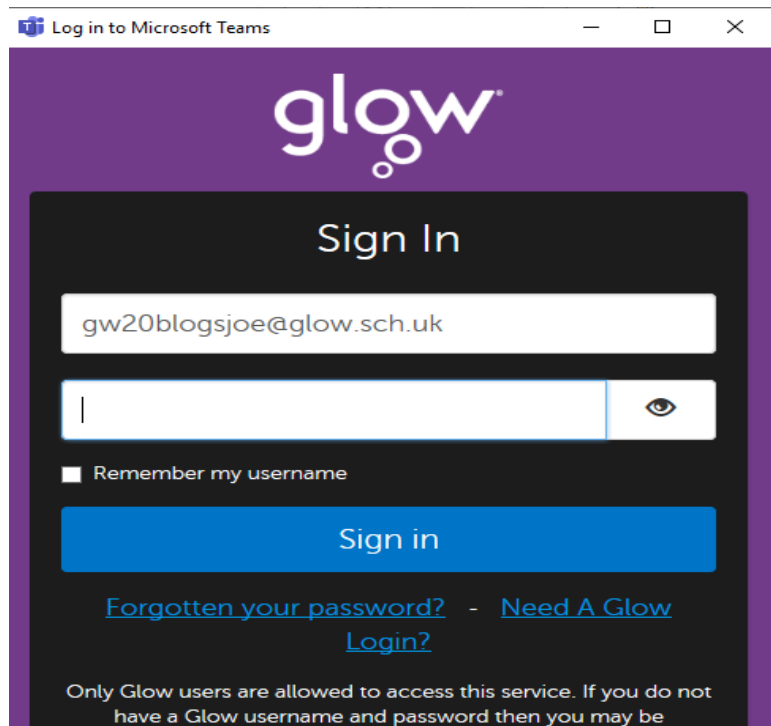 Log in to Microsoft Teams
glow
Sign In
gw20blogsjoe@glow.sch.uk
Remember my username
Sign in
Forgotten your password? - Need A Glow
Login?
Only Glow users are allowed to access this service. If you do not
have a Glow username and password then you may be